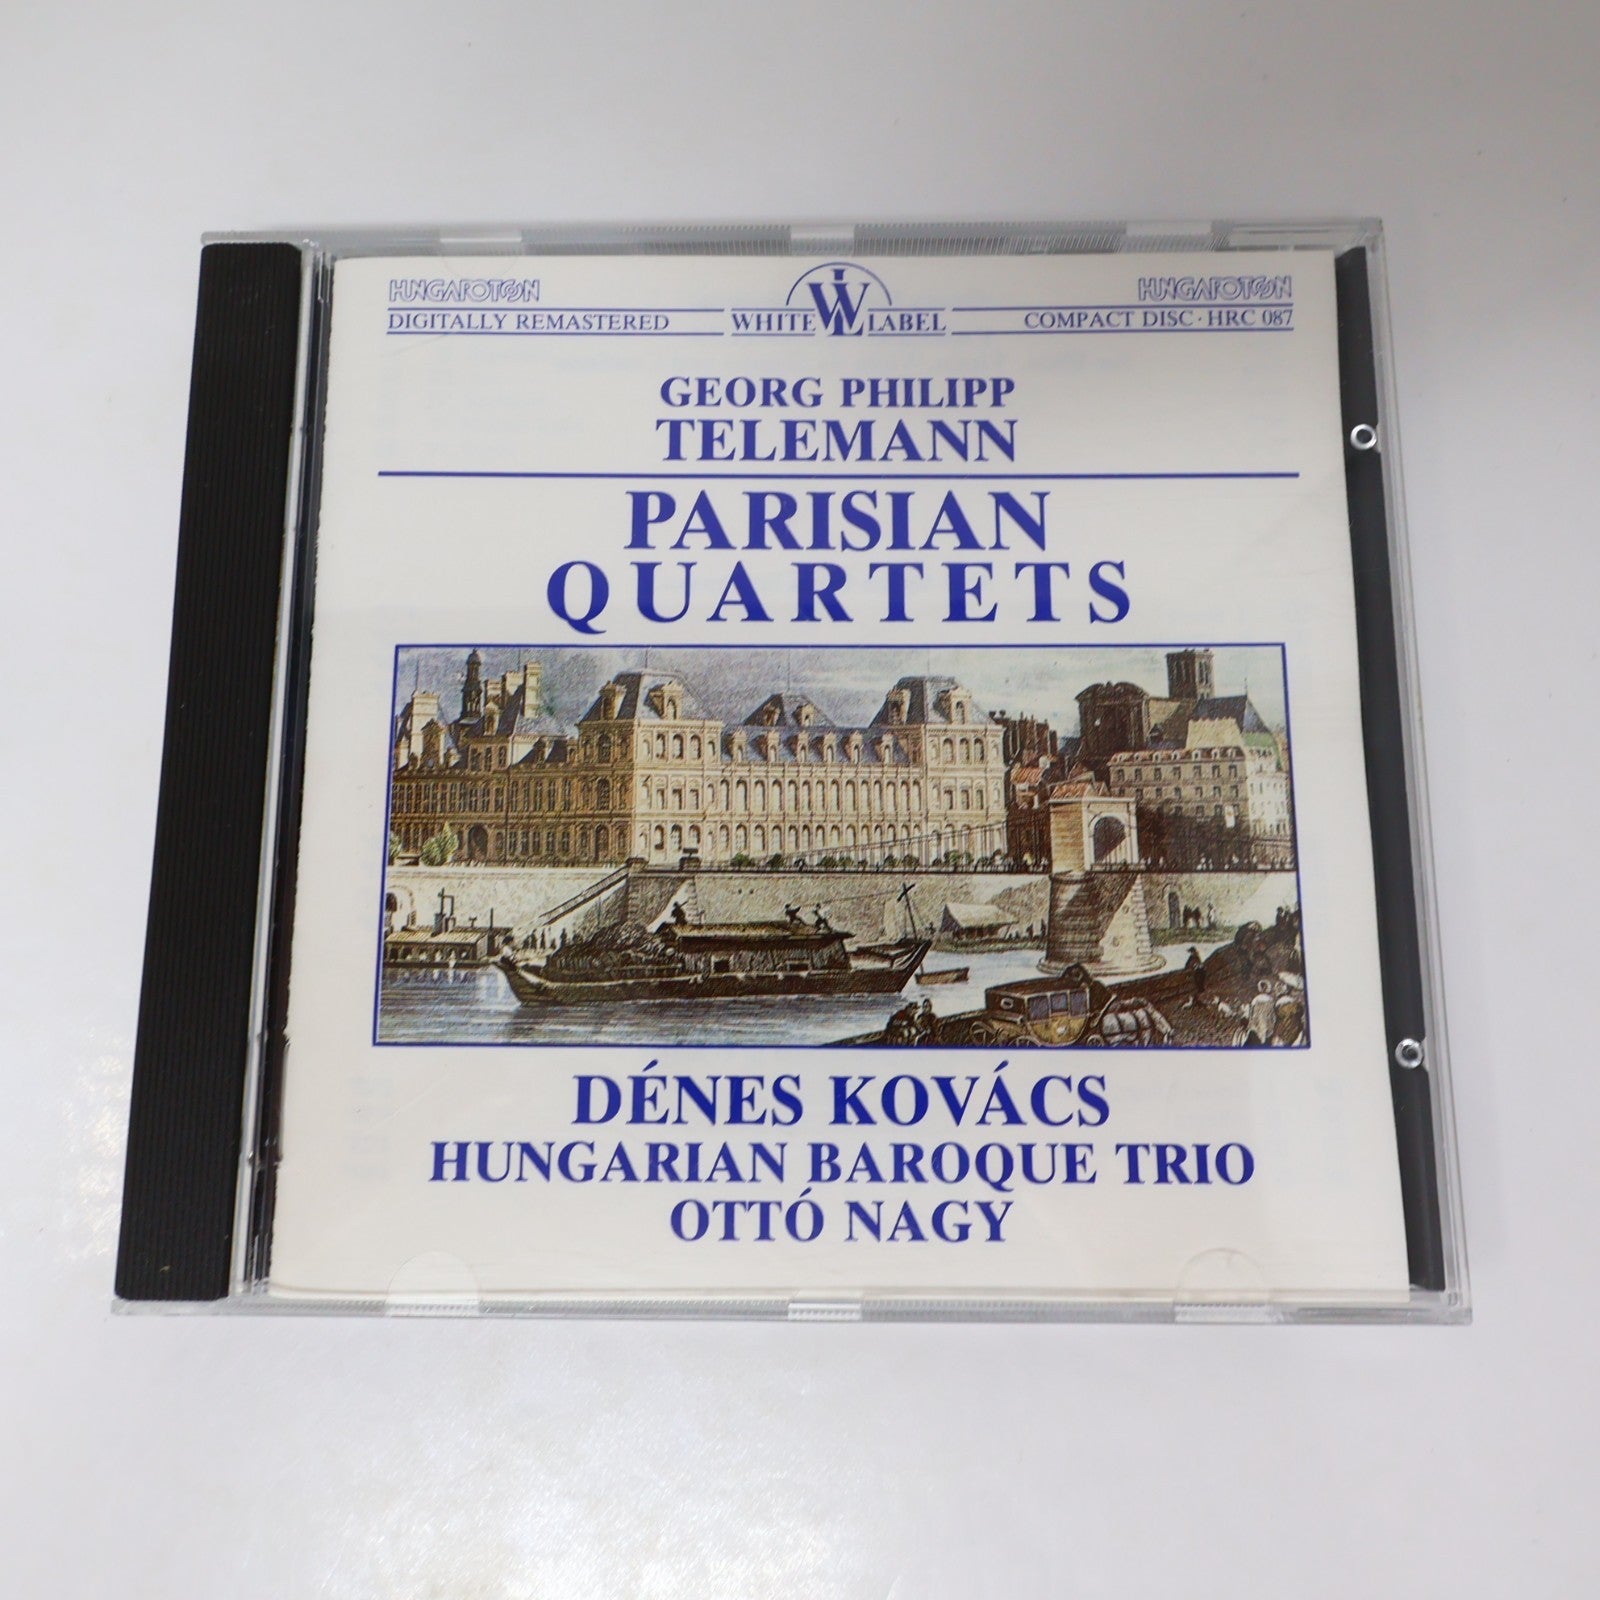 HUNGAROTON
HUNGAROTON
DIGITALLY REMASTERED
WHITE WL LABEL
COMPACT DISC · HRC 087
GEORG PHILIPP
TELEMANN
PARISIAN
QUARTETS
DÉNES KOVÁCS
HUNGARIAN BAROQUE TRIO
OTTÓ NAGY